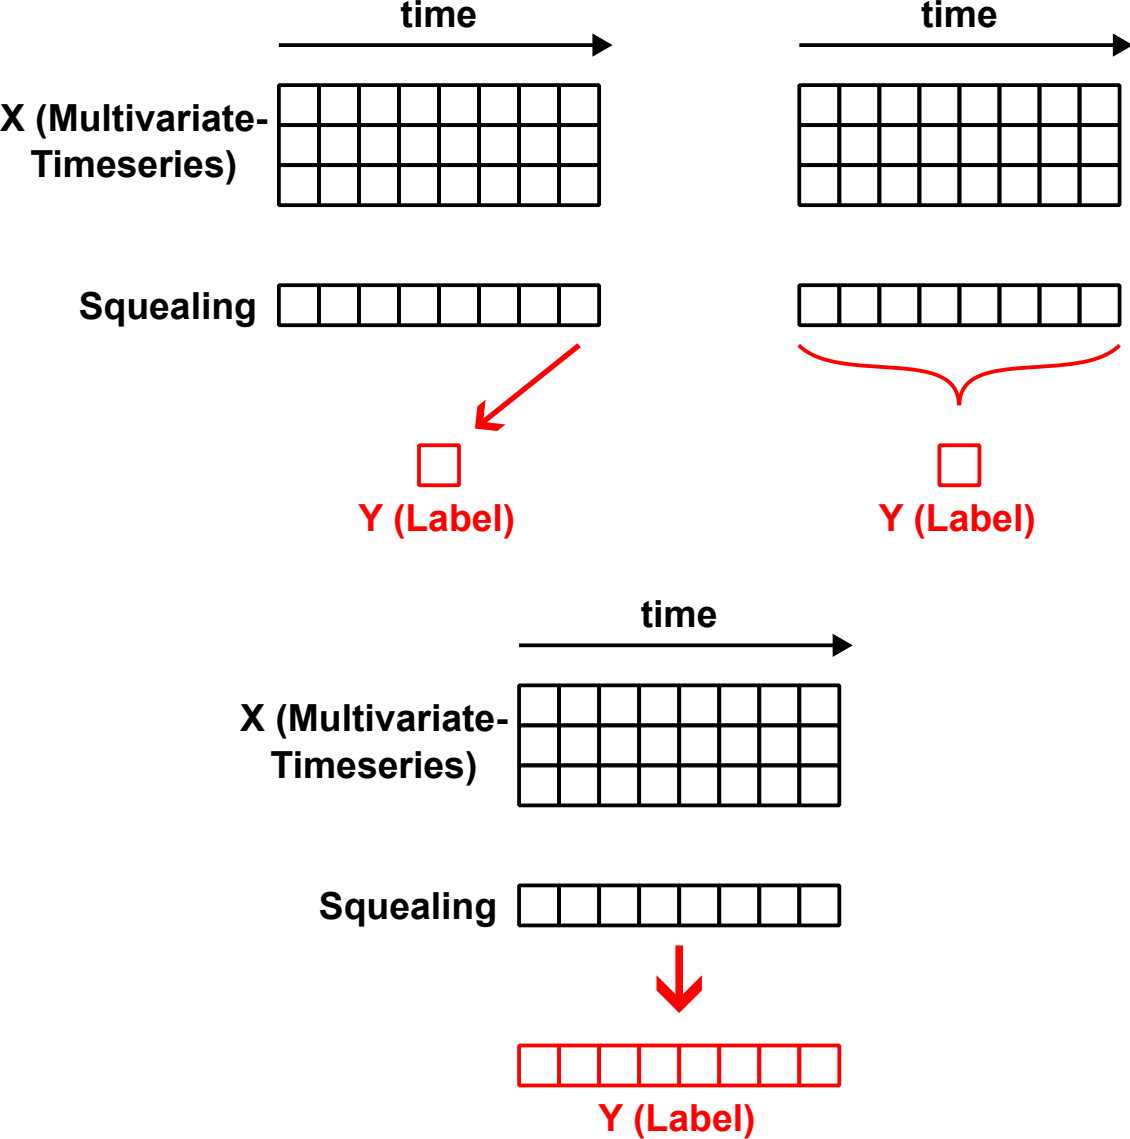 time
time
X (Multivariate-
Timeseries)
Squealing
Y (Label)
Y (Label)
time
X (Multivariate-
Timeseries)
Squealing
Y (Label)